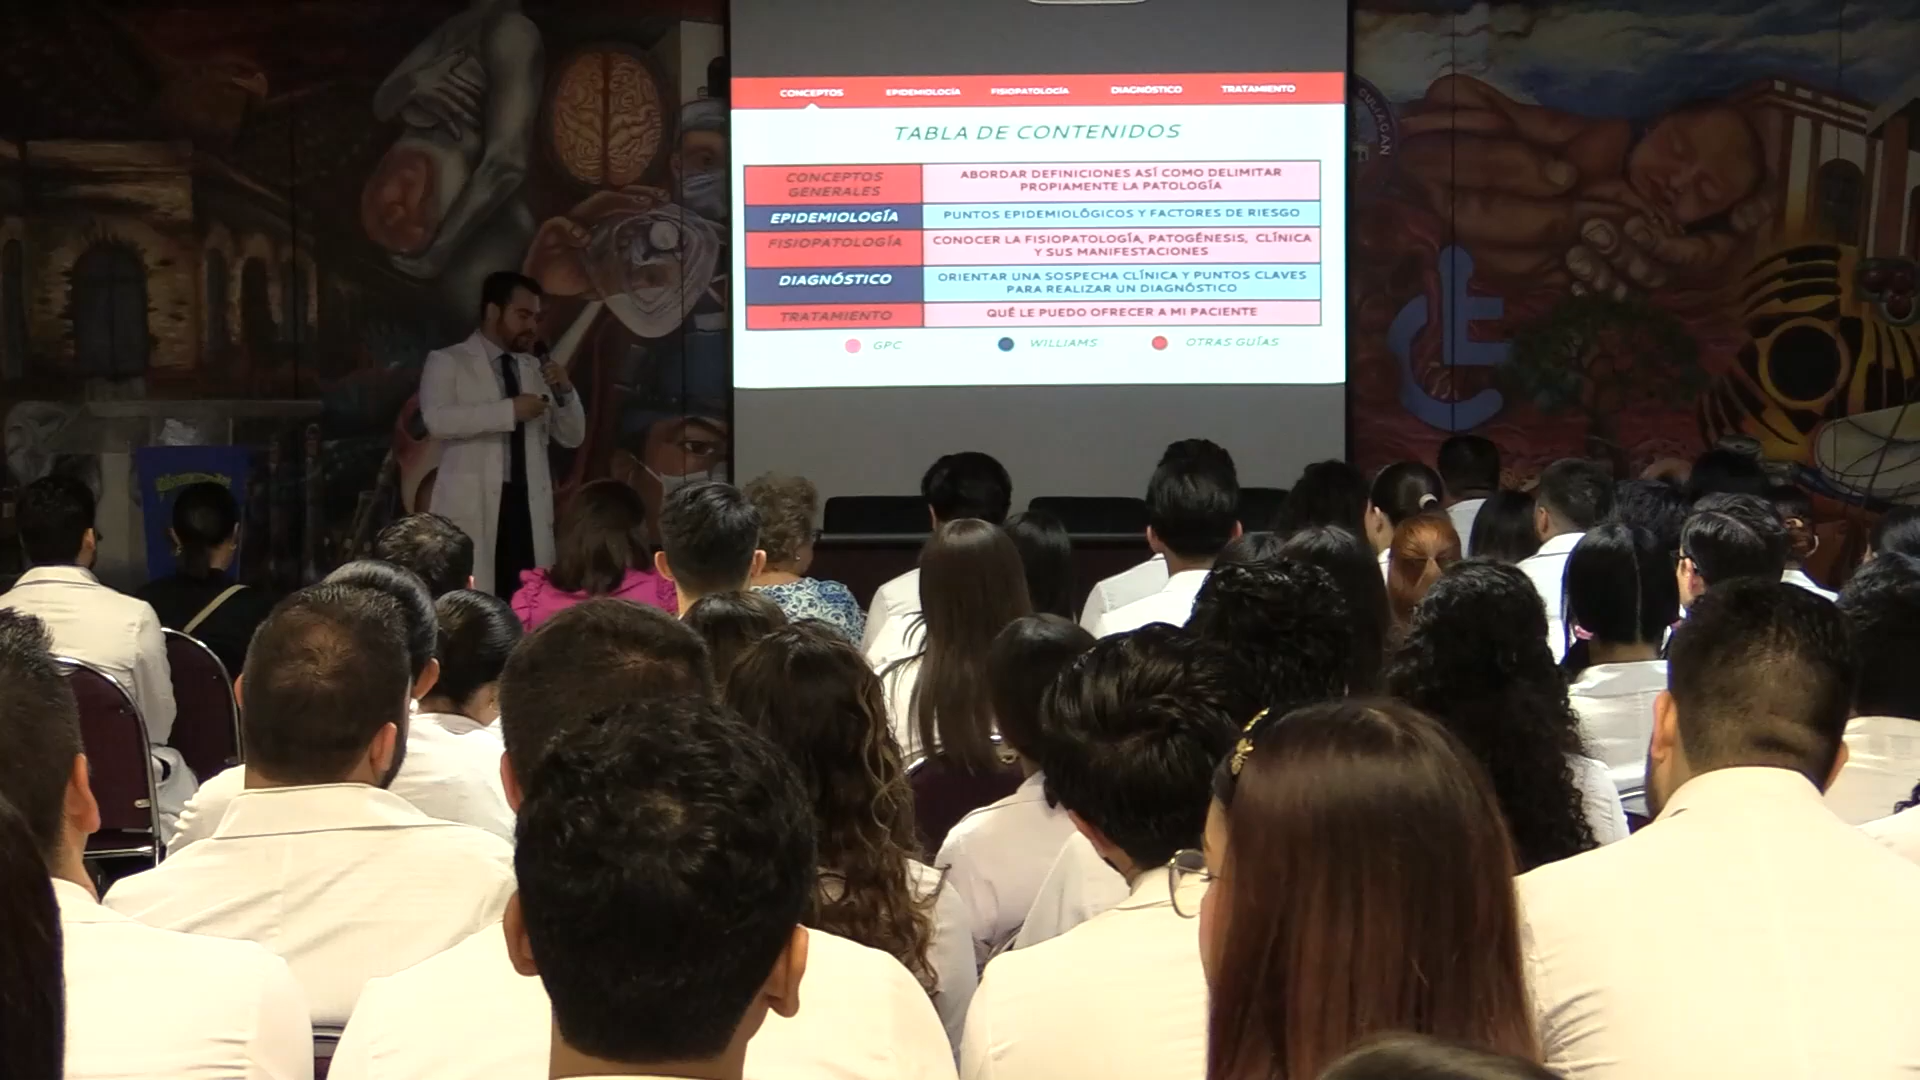 CONCEPTOS EPIDEMIOLOGÍA FISIOPATOLOGÍA DIAGNÓSTICO TRATAMIENTO
TABLA DE CONTENIDOS
CONCEPTOS
GENERALES
ABORDAR DEFINICIONES ASÍ COMO DELIMITAR
PROPIAMENTE LA PATOLOGÍA
EPIDEMIOLOGÍA
PUNTOS EPIDEMIOLÓGICOS Y FACTORES DE RIESGO
FISIOPATOLOGÍA
CONOCER LA FISIOPATOLOGÍA, PATOGÉNESIS, CLÍNICA
Y SUS MANIFESTACIONES
DIAGNÓSTICO
ORIENTAR UNA SOSPECHA CLÍNICA Y PUNTOS CLAVES
PARA REALIZAR UN DIAGNÓSTICO
TRATAMIENTO
QUÉ LE PUEDO OFRECER A MI PACIENTE
GPC WILLIAMS OTRAS GUÍAS
CULIACAN